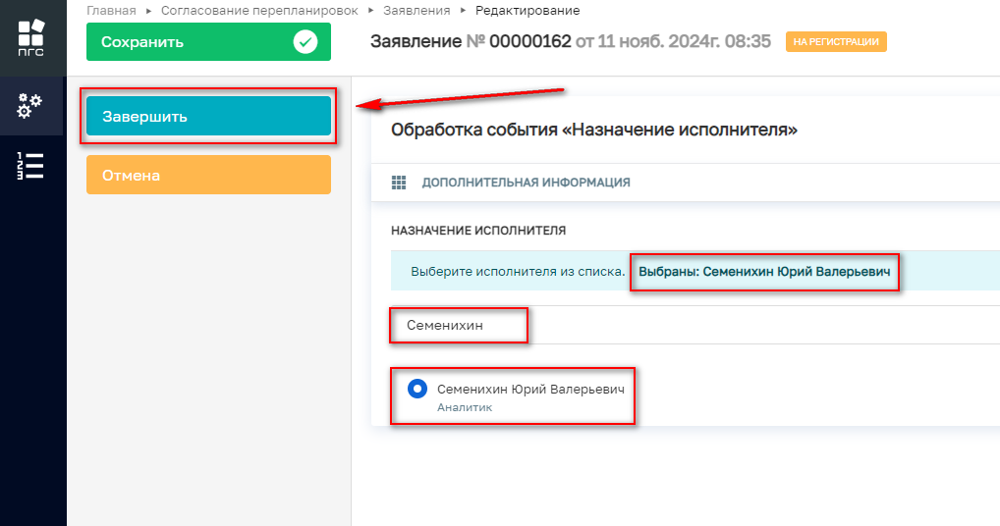 Главная ▸ Согласование перепланировок ▸ Заявления ▸ Редактирование
пгс
Сохранить
Заявление № 00000162 от 11 нояб. 2024г. 08:35
НА РЕГИСТРАЦИИ
Завершить
Отмена
Обработка события «Назначение исполнителя»
ДОПОЛНИТЕЛЬНАЯ ИНФОРМАЦИЯ
НАЗНАЧЕНИЕ ИСПОЛНИТЕЛЯ
Выберите исполнителя из списка. Выбраны: Семенихин Юрий Валерьевич
Семенихин
Семенихин Юрий Валерьевич
Аналитик